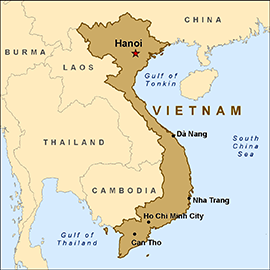 CHINA
Hanoi
BURMA
LAOS
Gulf of
Tonkin
VIETNAM
Dà Nang
THAILAND
South
China
Sea
CAMBODIA
Nha Trang
Ho Chi Minh City
Gulf of
Thailand
Can Tho